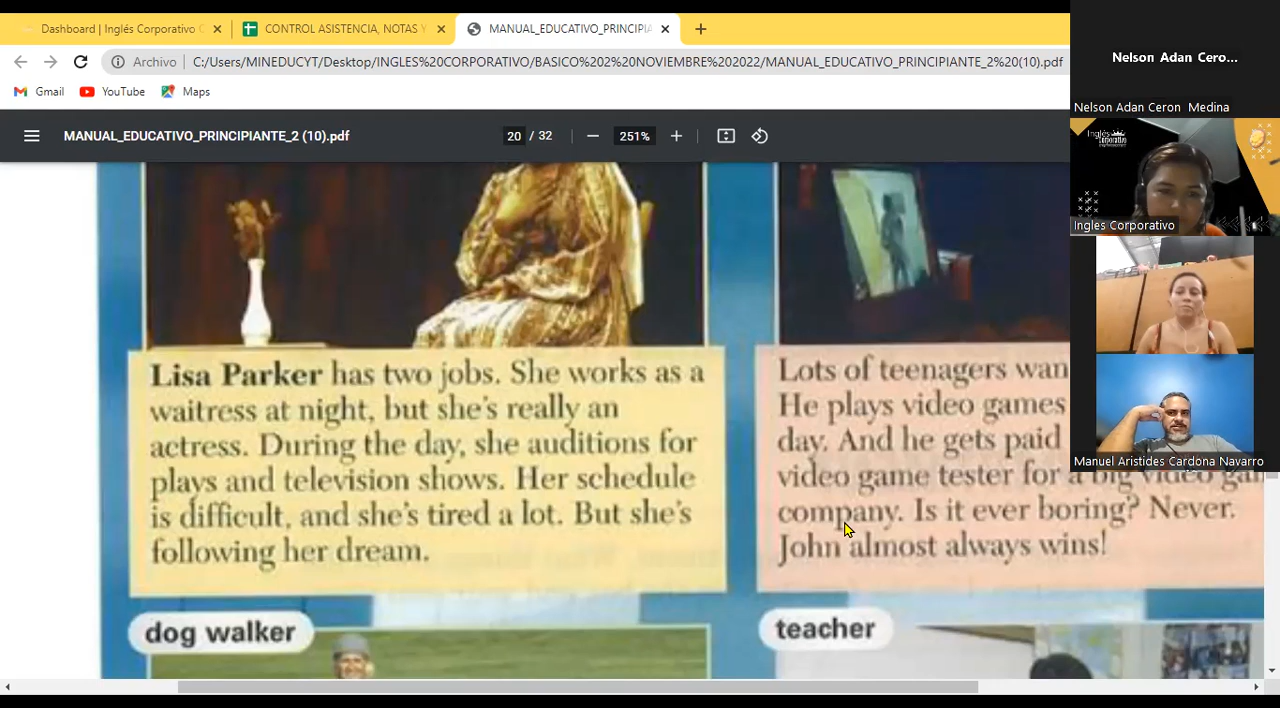 Dashboard | Inglés Corporativo
CONTROL ASISTENCIA, NOTAS Y
MANUAL_EDUCATIVO_PRINCIPIA
Archivo
C:/Users/MINEDUCYT/Desktop/INGLES%20CORPORATIVO/BASICO%202%20NOVIEMBRE%202022/MANUAL_EDUCATIVO_PRINCIPIANTE_2%20(10).pdf
Gmail
YouTube
Maps
MANUAL_EDUCATIVO_PRINCIPIANTE_2 (10).pdf
20 / 32
251%
Lisa Parker has two jobs. She works as a
waitress at night, but she's really an
actress. During the day, she auditions for
plays and television shows. Her schedule
is difficult, and she's tired a lot. But she's
following her dream.
Lots of teenagers wan
He plays video games
day. And he gets paid
video game tester for a big video gam
company. Is it ever boring? Never.
John almost always wins!
dog walker
teacher
Nelson Adan Cero...
Nelson Adan Ceron Medina
Inglés
Corporativo
Ingles Corporativo
Manuel Aristides Cardona Navarro